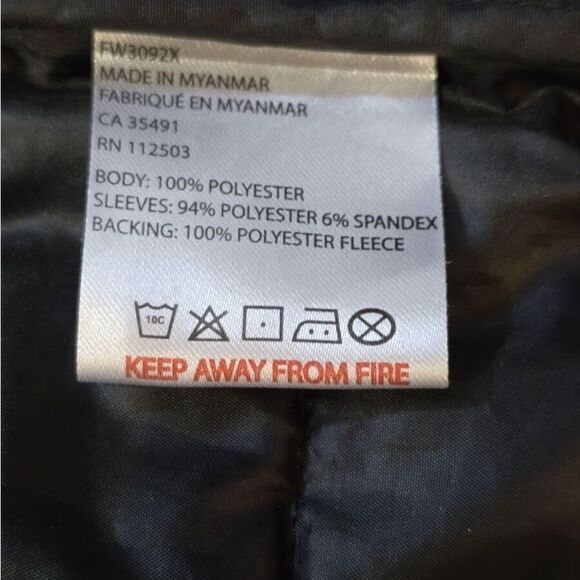 FW3092X
MADE IN MYANMAR
FABRIQUÉ EN MYANMAR
CA 35491
RN 112503
BODY: 100% POLYESTER
SLEEVES: 94% POLYESTER 6% SPANDEX
BACKING: 100% POLYESTER FLEECE
10C
KEEP AWAY FROM FIRE